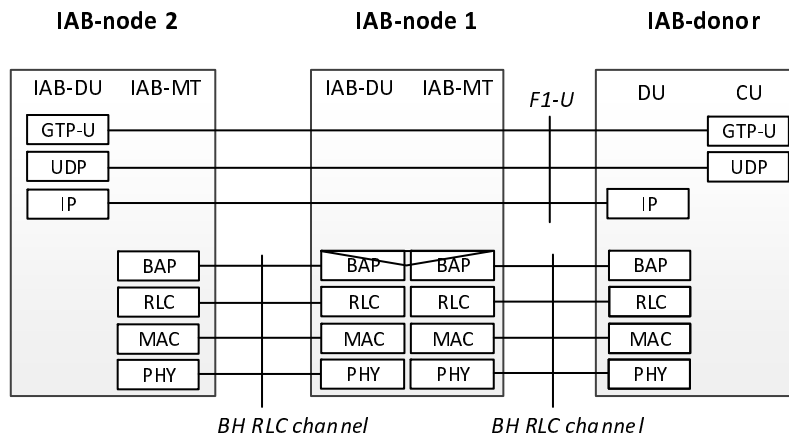 IAB-node 2 IAB-node 1 IAB-donor
IAB-DU IAB-MT IAB-DU IAB-MT DU CU
F1-U
GTP-U GTP-U
UDP UDP
IP IP
BAP BAP BAP BAP
RLC RLC RLC RLC
MAC MAC MAC MAC
PHY PHY PHY PHY
BH RLC channel BH RLC channel